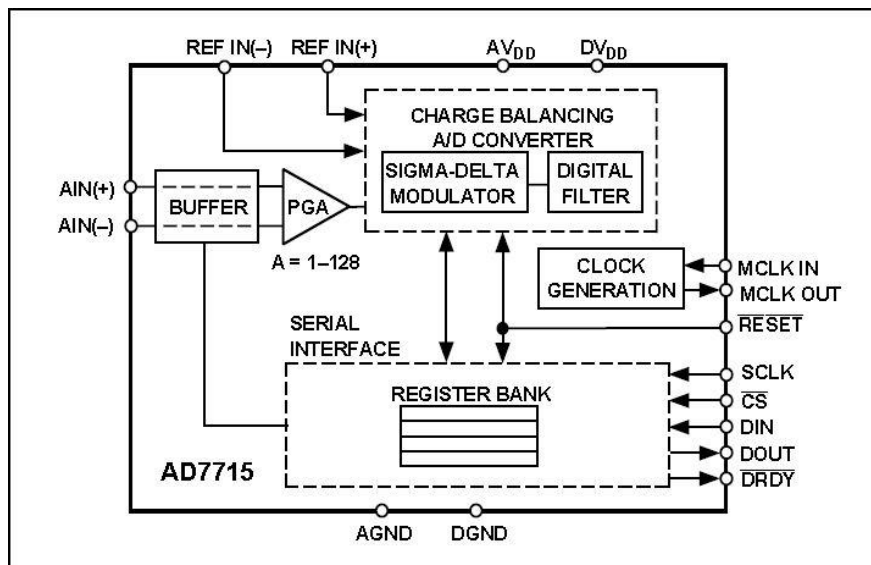 REF IN(–) REF IN(+) AVDD DVDD
CHARGE BALANCING
A/D CONVERTER
SIGMA-DELTA
MODULATOR
DIGITAL
FILTER
AIN(+)
AIN(–)
BUFFER
PGA
A = 1–128
CLOCK
GENERATION
MCLK IN
MCLK OUT
RESET
SERIAL
INTERFACE
REGISTER BANK
SCLK
CS
DIN
DOUT
DRDY
AD7715
AGND DGND